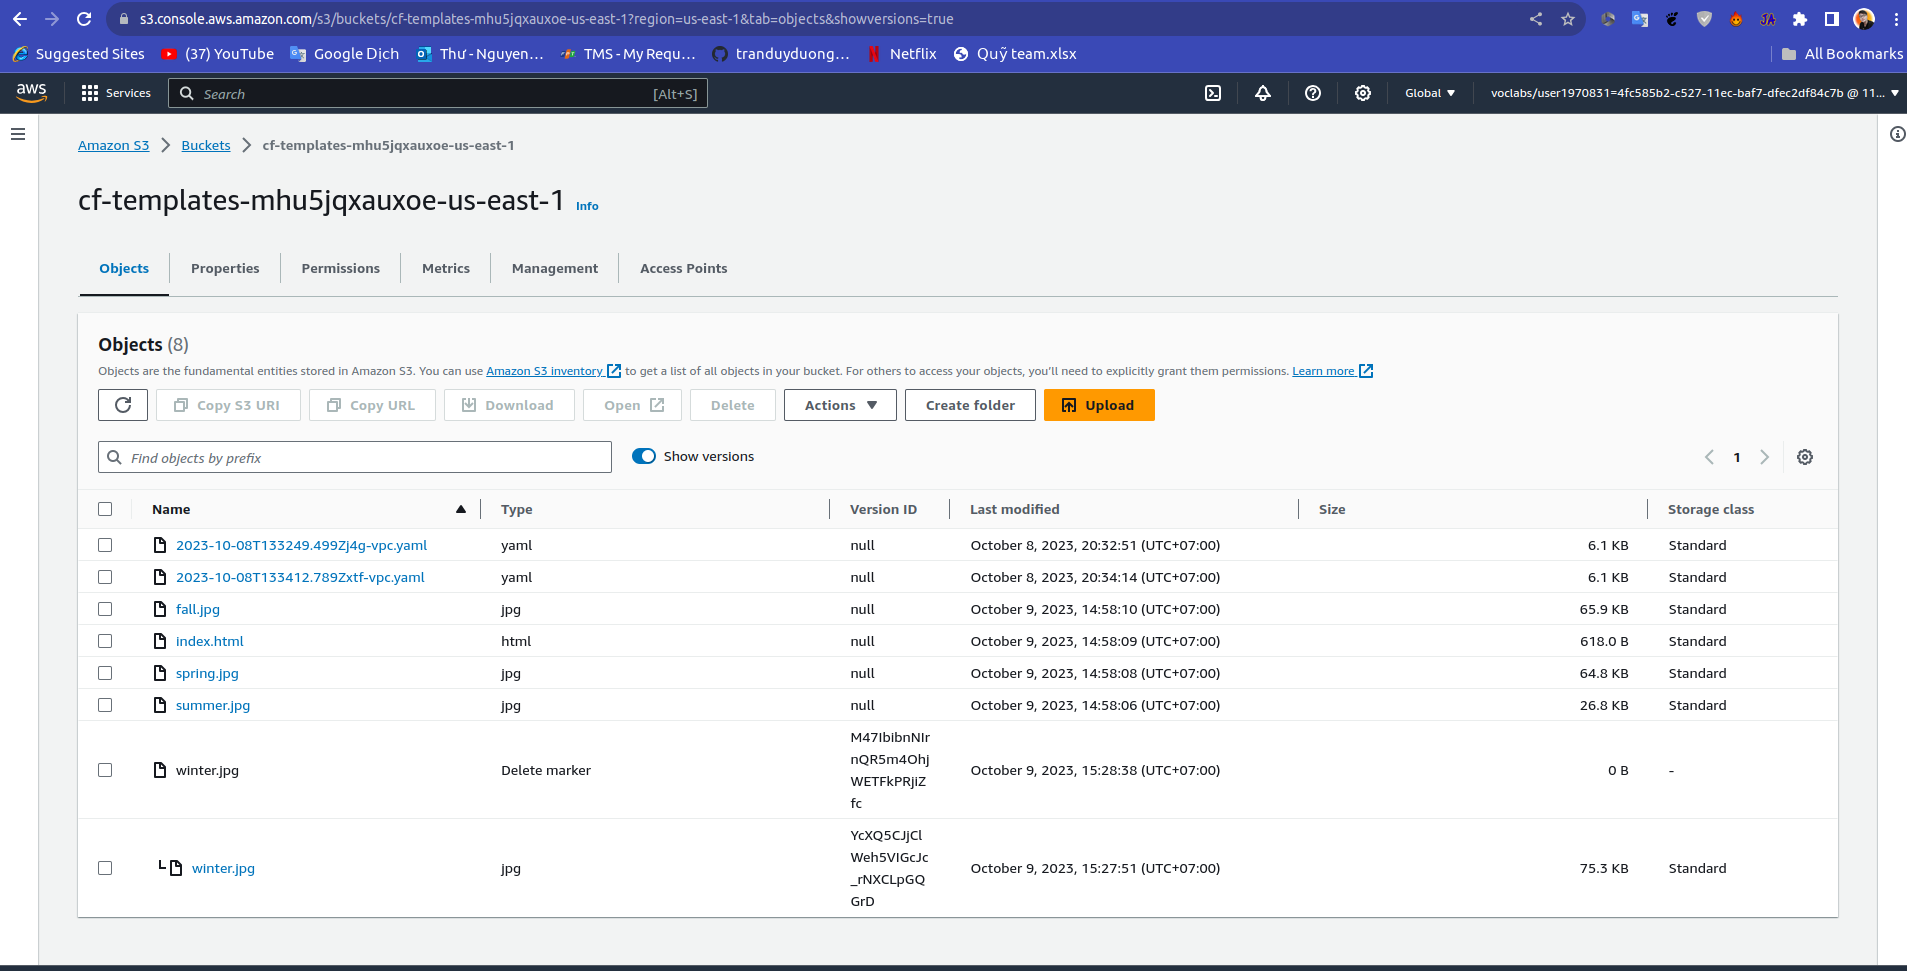 s3.console.aws.amazon.com/s3/buckets/cf-templates-mhu5jqxauxoe-us-east-1?region=us-east-1&tab=objects&showversions=true
Suggested Sites (37) YouTube Google Dịch Thư - Nguyen... TMS - My Requ... tranduyduong... Netflix Quỹ team.xlsx All Bookmarks
aws Services Search [Alt+S] Global voclabs/user1970831=4fc585b2-c527-11ec-baf7-dfec2df84c7b @ 11...
Amazon S3 Buckets cf-templates-mhu5jqxauxoe-us-east-1
cf-templates-mhu5jqxauxoe-us-east-1 Info
Objects Properties Permissions Metrics Management Access Points
Objects (8)
Objects are the fundamental entities stored in Amazon S3. You can use Amazon S3 inventory to get a list of all objects in your bucket. For others to access your objects, you'll need to explicitly grant them permissions. Learn more
Copy S3 URI Copy URL Download Open Delete Actions Create folder Upload
Find objects by prefix Show versions 1
Name Type Version ID Last modified Size Storage class
2023-10-08T133249.499Zj4g-vpc.yaml yaml null October 8, 2023, 20:32:51 (UTC+07:00) 6.1 KB Standard
2023-10-08T133412.789Zxtf-vpc.yaml yaml null October 8, 2023, 20:34:14 (UTC+07:00) 6.1 KB Standard
fall.jpg jpg null October 9, 2023, 14:58:10 (UTC+07:00) 65.9 KB Standard
index.html html null October 9, 2023, 14:58:09 (UTC+07:00) 618.0 B Standard
spring.jpg jpg null October 9, 2023, 14:58:08 (UTC+07:00) 64.8 KB Standard
summer.jpg jpg null October 9, 2023, 14:58:06 (UTC+07:00) 26.8 KB Standard
M47IbibnNIr
nQR5m4Ohj
winter.jpg Delete marker October 9, 2023, 15:28:38 (UTC+07:00) 0 B -
WETFkPRjiZ
fc
YcXQ5CJjCl
Weh5VIGcJc
winter.jpg jpg October 9, 2023, 15:27:51 (UTC+07:00) 75.3 KB Standard
_rNXCLpGQ
GrD